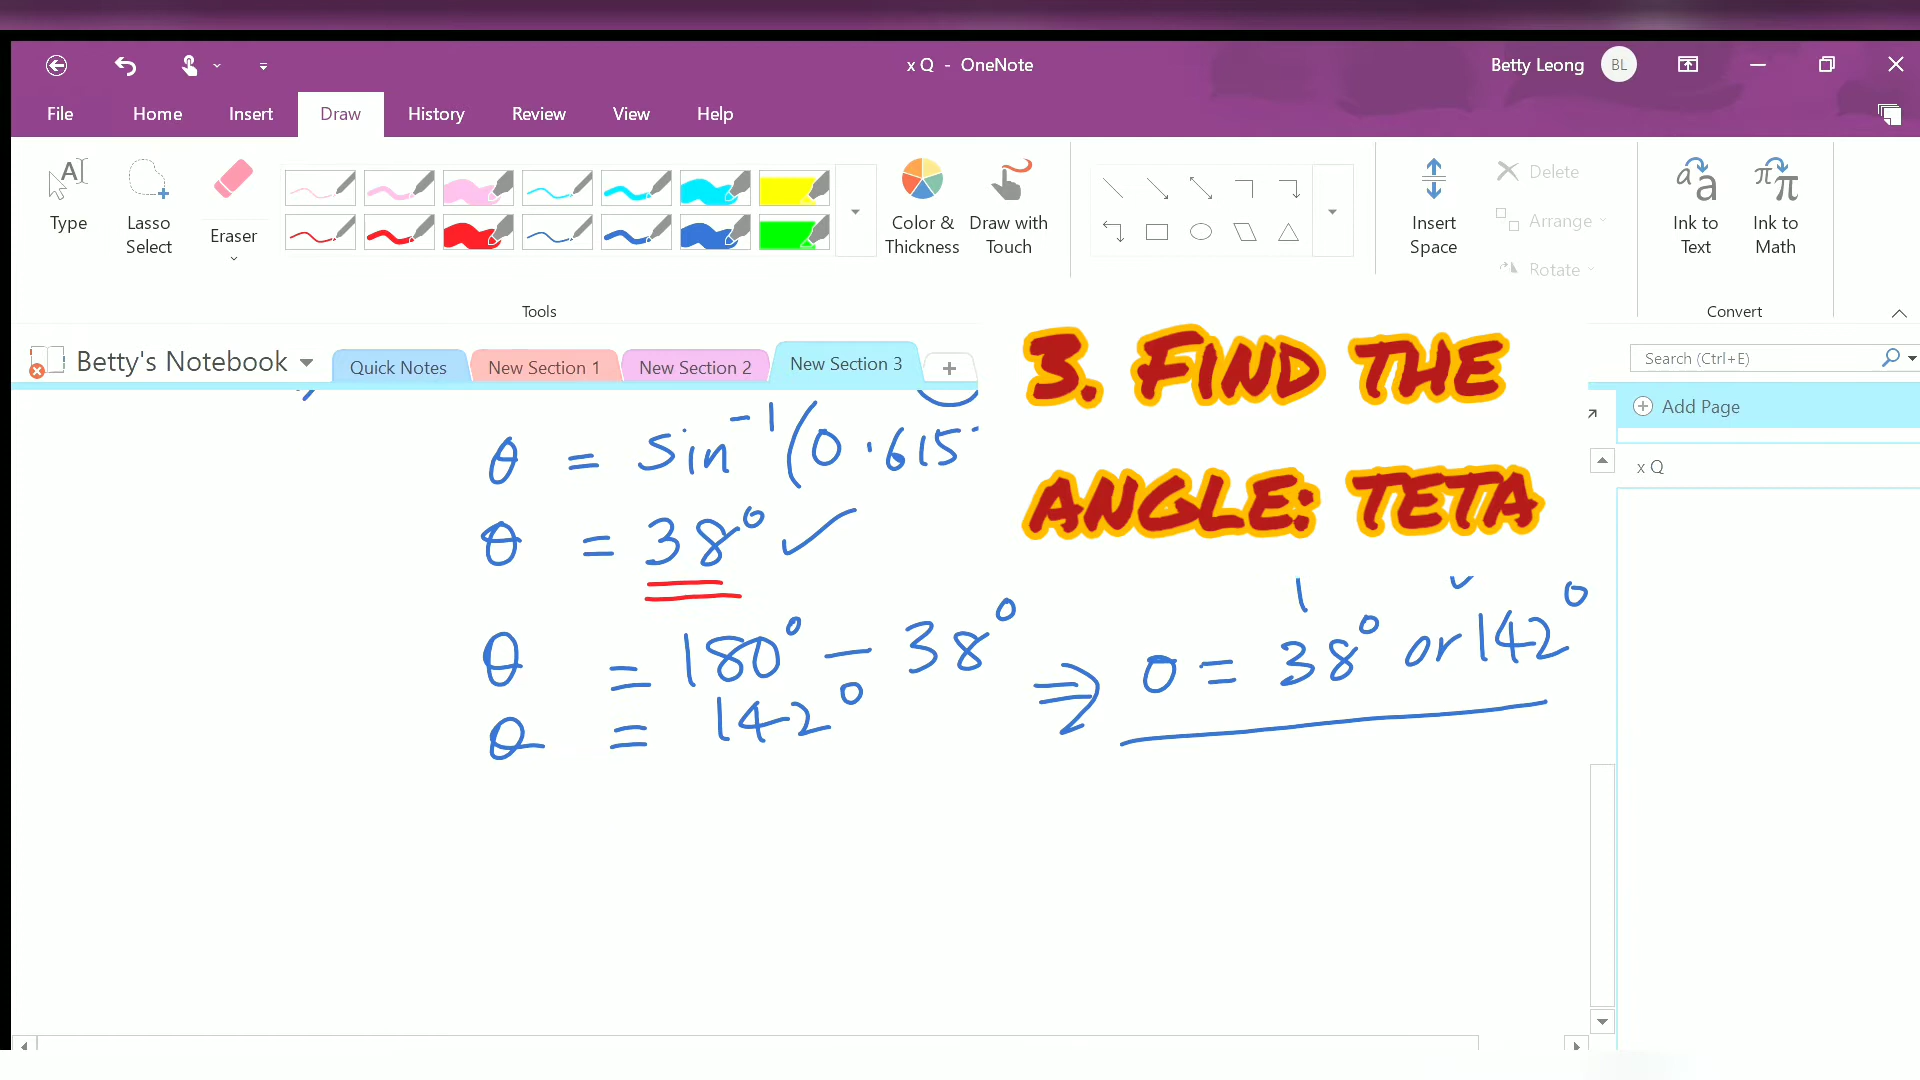 x Q - OneNote
Betty Leong
BL
File
Home
Insert
Draw
History
Review
View
Help
Type
Lasso
Select
Eraser
Color &
Thickness
Draw with
Touch
Insert
Space
Delete
Arrange
Rotate
Ink to
Text
Ink to
Math
Tools
Convert
Betty's Notebook
Quick Notes
New Section 1
New Section 2
New Section 3
Search (Ctrl+E)
Add Page
x Q
3. FIND THE
ANGLE: TETA
θ = sin⁻¹(0.615
θ = 38° ✓
θ = 180° − 38°
θ = 142°
⇒ θ = 38° or 142°